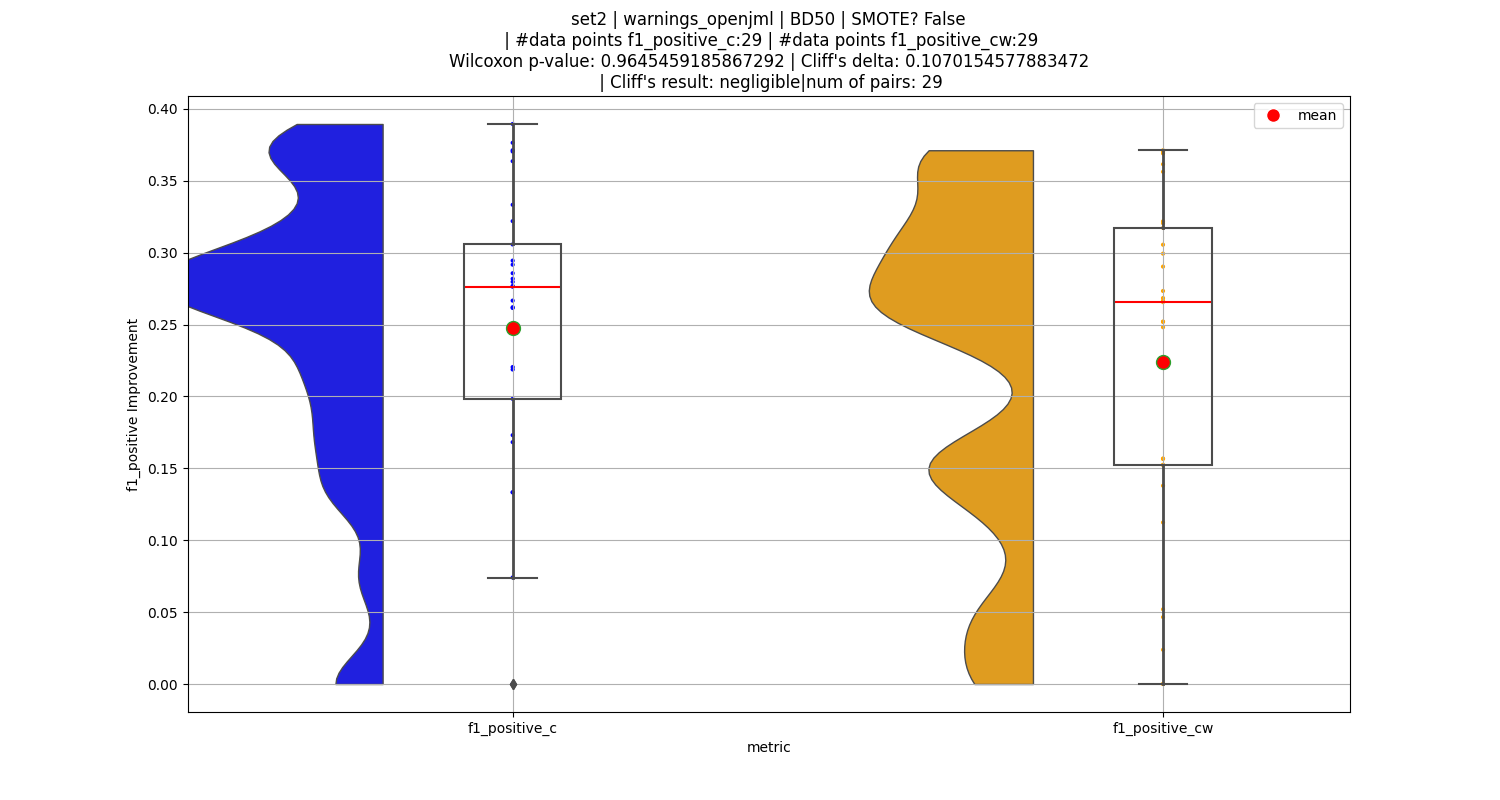 set2 | warnings_openjml | BD50 | SMOTE? False
| #data points f1_positive_c:29 | #data points f1_positive_cw:29
Wilcoxon p-value: 0.9645459185867292 | Cliff's delta: 0.1070154577883472
| Cliff's result: negligible|num of pairs: 29
mean
0.40
0.35
0.30
0.25
0.20
0.15
0.10
0.05
0.00
f1_positive Improvement
f1_positive_c
f1_positive_cw
metric